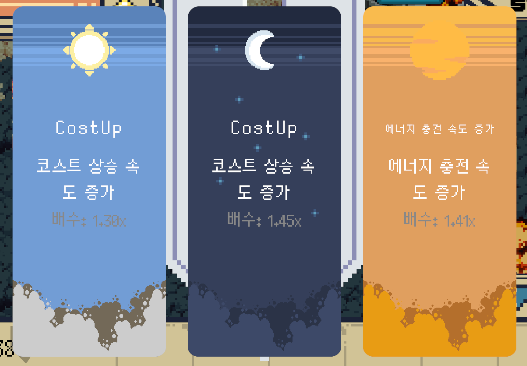 CostUp
코스트 상승 속
도 증가
배수: 1.30x
CostUp
코스트 상승 속
도 증가
배수: 1.45x
에너지 충전 속도 증가
에너지 충전 속
도 증가
배수: 1.41x